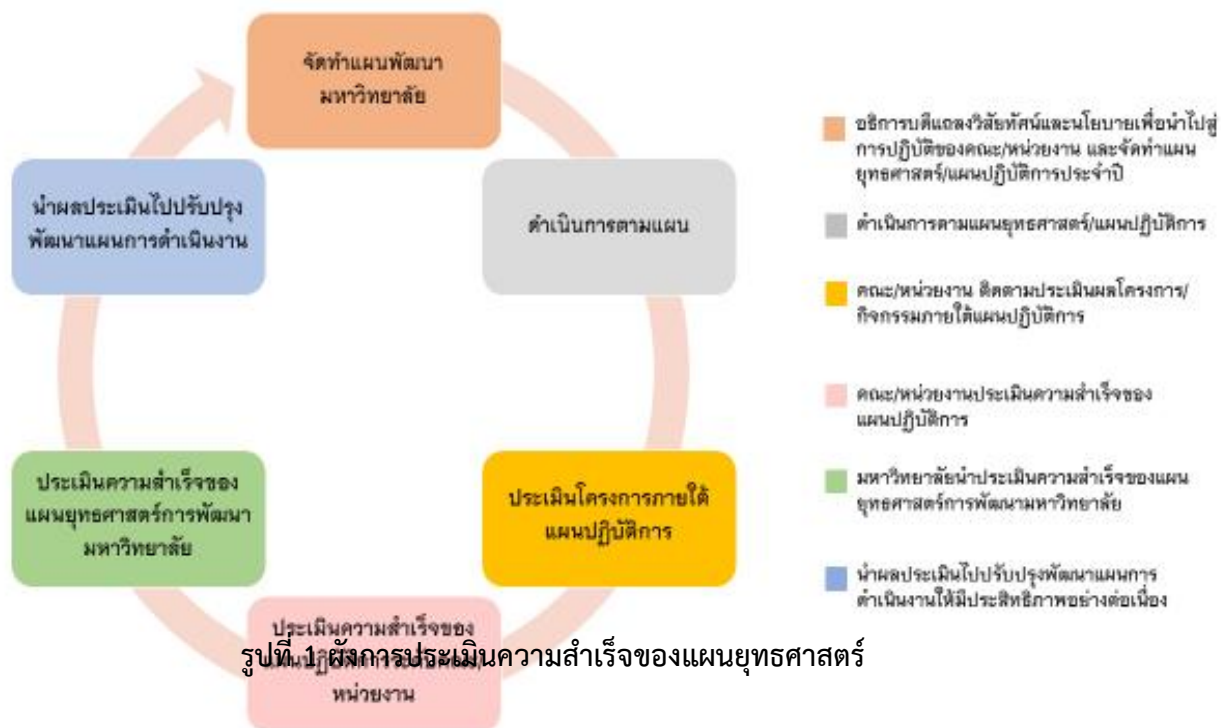 จัดทำแผนพัฒนา
มหาวิทยาลัย
ดำเนินการตามแผน
ประเมินโครงการภายใต้
แผนปฏิบัติการ
ประเมินความสำเร็จของ
หน่วยงาน
ประเมินความสำเร็จของ
แผนยุทธศาสตร์การพัฒนา
มหาวิทยาลัย
นำผลประเมินไปปรับปรุง
พัฒนาแผนการดำเนินงาน
อธิการบดีแถลงวิสัยทัศน์และนโยบายเพื่อนำไปสู่
การปฏิบัติของคณะ/หน่วยงาน และจัดทำแผน
ยุทธศาสตร์/แผนปฏิบัติการประจำปี
ดำเนินการตามแผนยุทธศาสตร์/แผนปฏิบัติการ
คณะ/หน่วยงาน ติดตามประเมินผลโครงการ/
กิจกรรมภายใต้แผนปฏิบัติการ
คณะ/หน่วยงานประเมินความสำเร็จของ
แผนปฏิบัติการ
มหาวิทยาลัยนำประเมินความสำเร็จของแผน
ยุทธศาสตร์การพัฒนามหาวิทยาลัย
นำผลประเมินไปปรับปรุงพัฒนาแผนการ
ดำเนินงานให้มีประสิทธิภาพอย่างต่อเนื่อง
รูปที่ 1 ผังการประเมินความสำเร็จของแผนยุทธศาสตร์